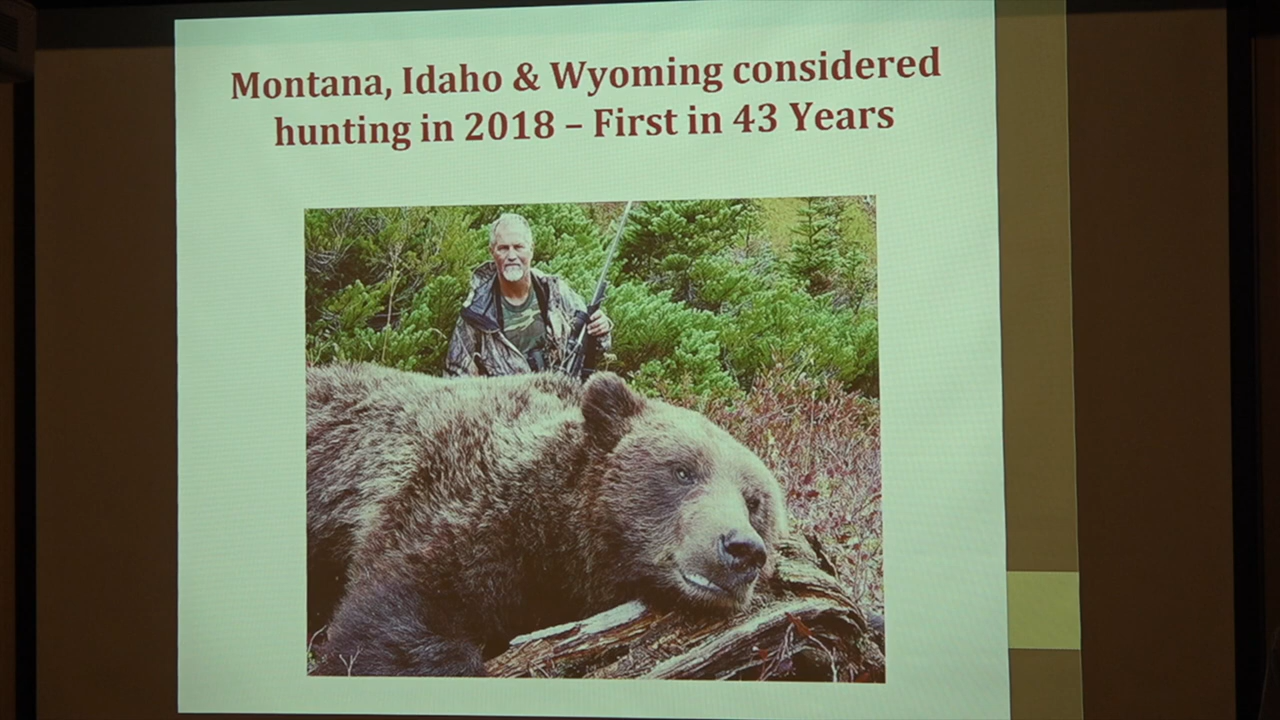 Montana, Idaho & Wyoming considered
hunting in 2018 – First in 43 Years